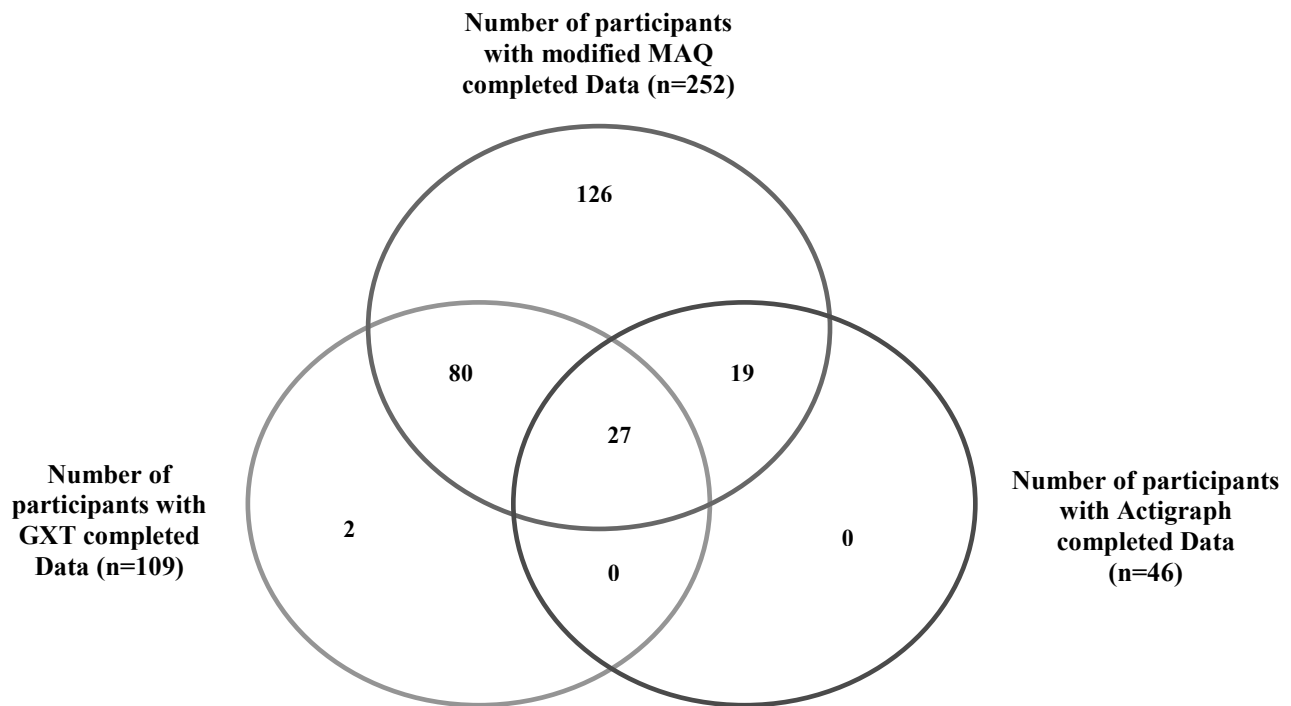 Number of participants
with modified MAQ
completed Data (n=252)
126
80
19
27
Number of
participants with
GXT completed
Data (n=109)
2
0
0
Number of participants
with Actigraph
completed Data
(n=46)